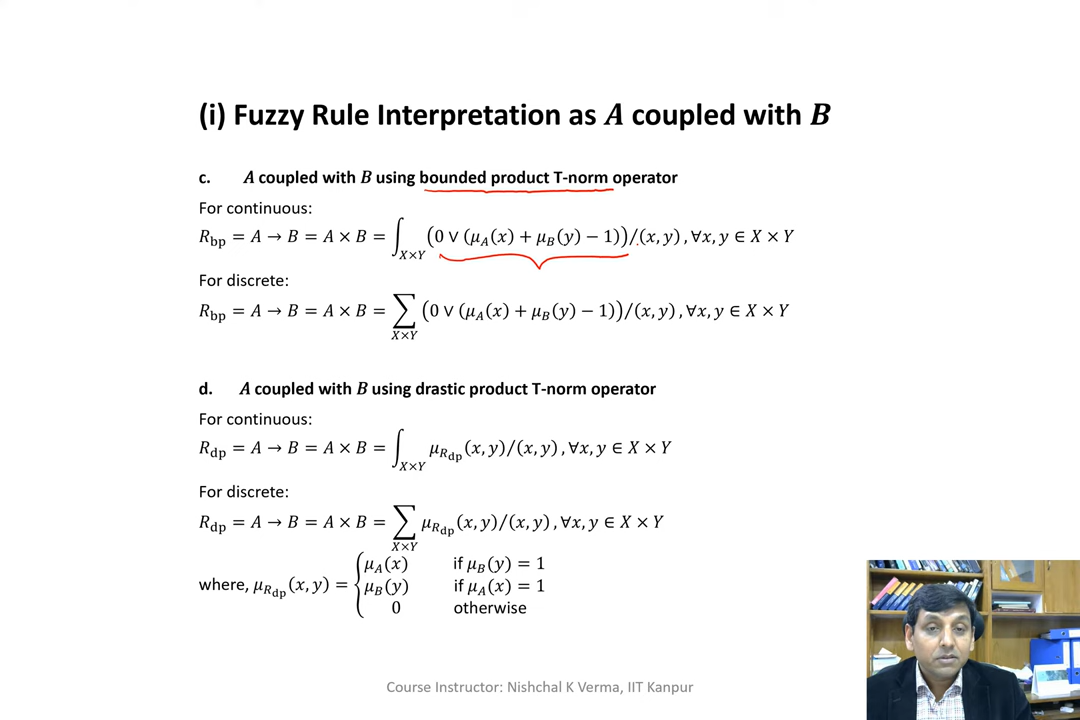 (i) Fuzzy Rule Interpretation as A coupled with B
c. A coupled with B using bounded product T-norm operator
For continuous:
R_bp = A → B = A × B = ∫_{X×Y} (0 ∨ (μ_A(x) + μ_B(y) − 1))/(x, y), ∀x, y ∈ X × Y
For discrete:
R_bp = A → B = A × B = ∑_{X×Y} (0 ∨ (μ_A(x) + μ_B(y) − 1))/(x, y), ∀x, y ∈ X × Y
d. A coupled with B using drastic product T-norm operator
For continuous:
R_dp = A → B = A × B = ∫_{X×Y} μ_{R_dp}(x, y)/(x, y), ∀x, y ∈ X × Y
For discrete:
R_dp = A → B = A × B = ∑_{X×Y} μ_{R_dp}(x, y)/(x, y), ∀x, y ∈ X × Y
μ_A(x) if μ_B(y) = 1
where, μ_{R_dp}(x, y) = { μ_B(y) if μ_A(x) = 1
0 otherwise
Course Instructor: Nishchal K Verma, IIT Kanpur